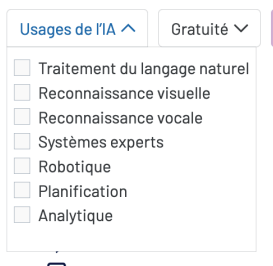 Usages de l'IA
Gratuité
Traitement du langage naturel
Reconnaissance visuelle
Reconnaissance vocale
Systèmes experts
Robotique
Planification
Analytique